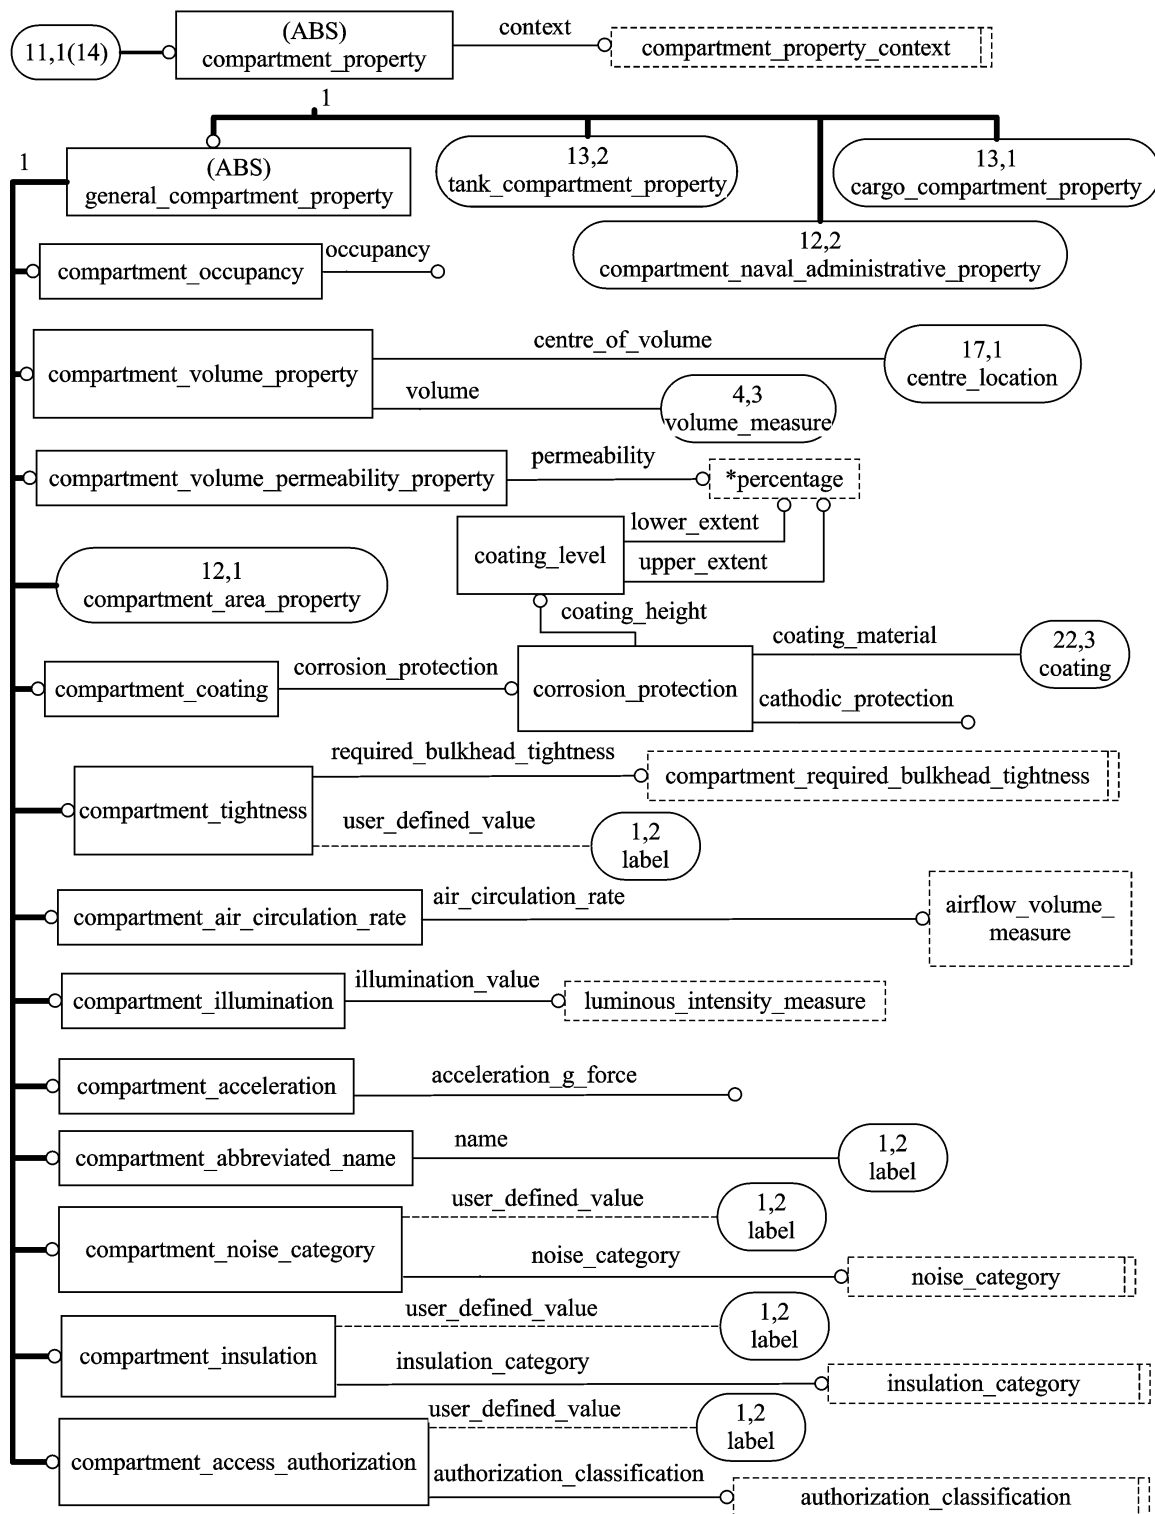 11,1(14)
(ABS)
compartment_property
context
compartment_property_context
1
1
(ABS)
general_compartment_property
13,2
tank_compartment_property
13,1
cargo_compartment_property
12,2
compartment_naval_administrative_property
compartment_occupancy
occupancy
compartment_volume_property
centre_of_volume
17,1
centre_location
volume
4,3
volume_measure
compartment_volume_permeability_property
permeability
*percentage
coating_level
lower_extent
upper_extent
12,1
compartment_area_property
coating_height
compartment_coating
corrosion_protection
corrosion_protection
coating_material
22,3
coating
cathodic_protection
compartment_tightness
required_bulkhead_tightness
compartment_required_bulkhead_tightness
user_defined_value
1,2
label
compartment_air_circulation_rate
air_circulation_rate
airflow_volume_
measure
compartment_illumination
illumination_value
luminous_intensity_measure
compartment_acceleration
acceleration_g_force
compartment_abbreviated_name
name
1,2
label
compartment_noise_category
user_defined_value
1,2
label
noise_category
noise_category
compartment_insulation
user_defined_value
1,2
label
insulation_category
insulation_category
compartment_access_authorization
user_defined_value
1,2
label
authorization_classification
authorization_classification